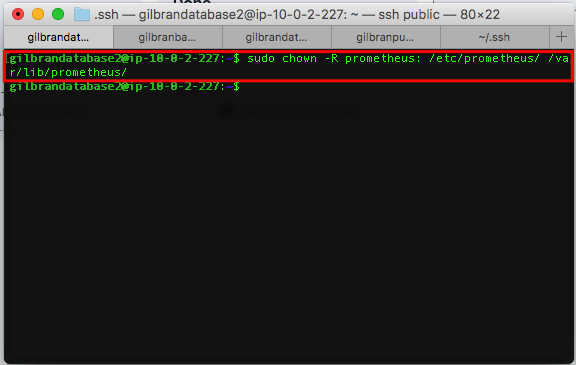 .ssh — gilbrandatabase2@ip-10-0-2-227: ~ — ssh public — 80×22
gilbrandat... gilbranba... gilbrandat... gilbranpu... ~/.ssh +
gilbrandatabase2@ip-10-0-2-227:~$ sudo chown -R prometheus: /etc/prometheus/ /va
r/lib/prometheus/
gilbrandatabase2@ip-10-0-2-227:~$